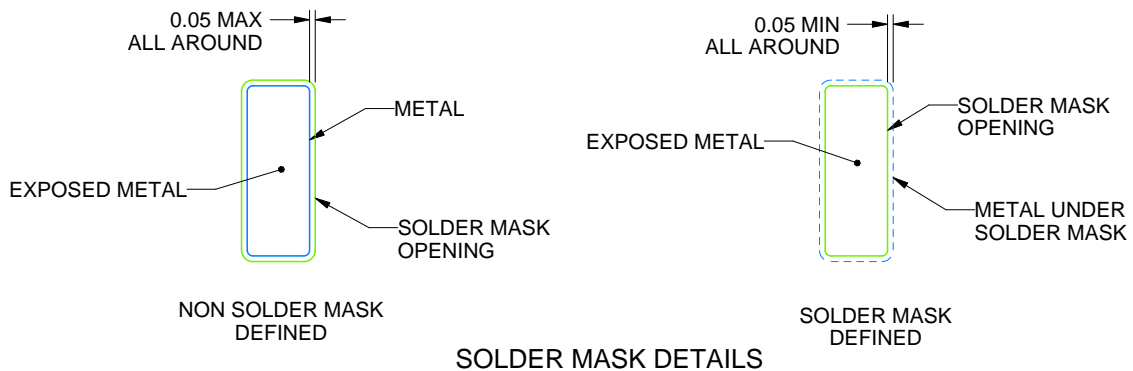 0.05 MAX
ALL AROUND
METAL
EXPOSED METAL
SOLDER MASK
OPENING
NON SOLDER MASK
DEFINED
0.05 MIN
ALL AROUND
SOLDER MASK
OPENING
EXPOSED METAL
METAL UNDER
SOLDER MASK
SOLDER MASK
DEFINED
SOLDER MASK DETAILS